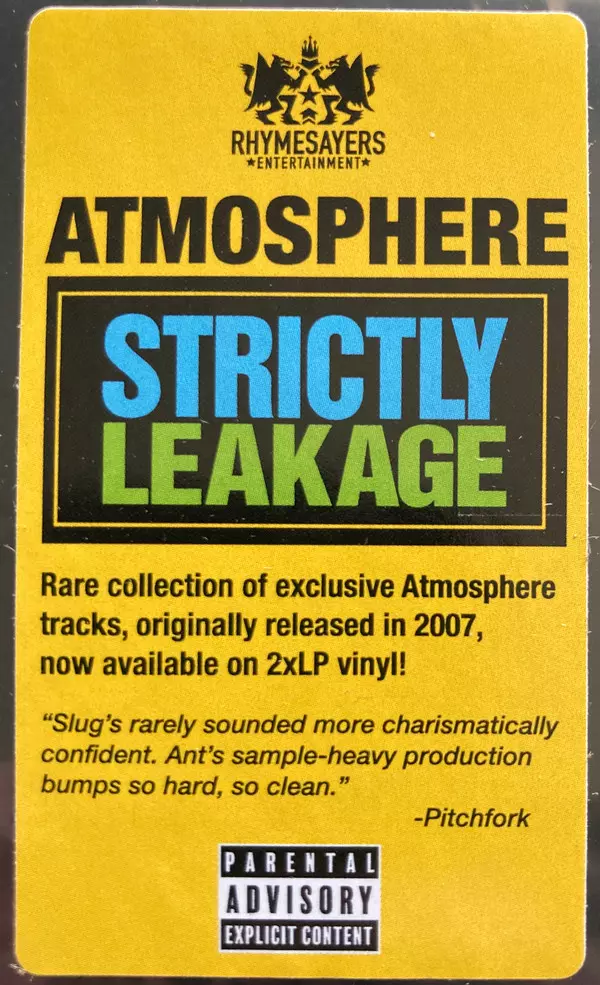 RHYMESAYERS
★ENTERTAINMENT★
ATMOSPHERE
STRICTLY
LEAKAGE
Rare collection of exclusive Atmosphere
tracks, originally released in 2007,
now available on 2xLP vinyl!
“Slug’s rarely sounded more charismatically
confident. Ant’s sample-heavy production
bumps so hard, so clean.”
-Pitchfork
PARENTAL
ADVISORY
EXPLICIT CONTENT